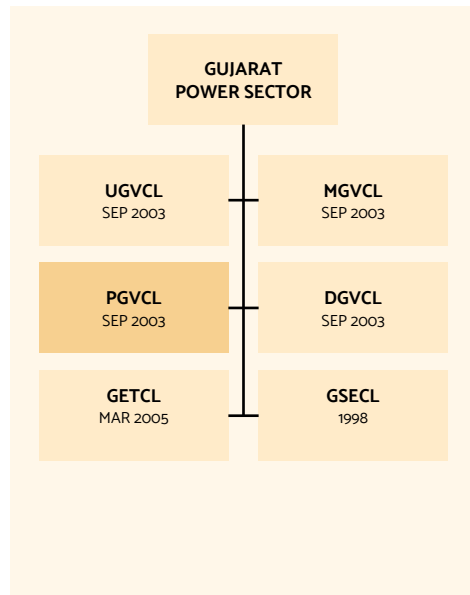 GUJARAT
POWER SECTOR
UGVCL
SEP 2003
MGVCL
SEP 2003
PGVCL
SEP 2003
DGVCL
SEP 2003
GETCL
MAR 2005
GSECL
1998